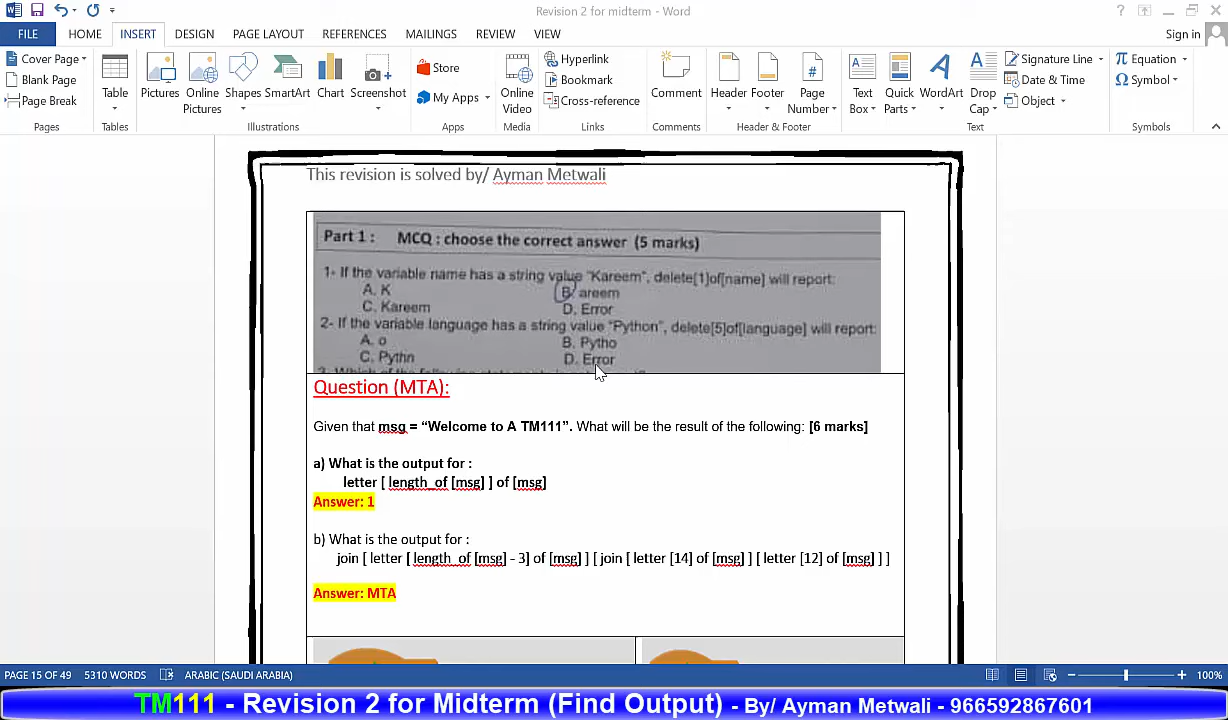 Revision 2 for midterm - Word
FILE HOME INSERT DESIGN PAGE LAYOUT REFERENCES MAILINGS REVIEW VIEW Sign in
Cover Page
Blank Page
Page Break
Pages
Table
Tables
Pictures Online Pictures Shapes SmartArt Chart Screenshot
Illustrations
Store
My Apps
Apps
Online Video
Media
Hyperlink
Bookmark
Cross-reference
Links
Comment
Comments
Header Footer Page Number
Header & Footer
Text Box Quick Parts WordArt Drop Cap
Signature Line
Date & Time
Object
Text
Equation
Symbol
Symbols
This revision is solved by/ Ayman Metwali
Part 1 : MCQ : choose the correct answer (5 marks)
1- If the variable name has a string value "Kareem", delete[1]of[name] will report:
A. K B. areem
C. Kareem D. Error
2- If the variable language has a string value "Python", delete[5]of[language] will report:
A. o B. Pytho
C. Pythn D. Error
Question (MTA):
Given that msg = “Welcome to A TM111”. What will be the result of the following: [6 marks]
a) What is the output for :
letter [ length_of [msg] ] of [msg]
Answer: 1
b) What is the output for :
join [ letter [ length_of [msg] - 3] of [msg] ] [ join [ letter [14] of [msg] ] [ letter [12] of [msg] ] ]
Answer: MTA
PAGE 15 OF 49 5310 WORDS ARABIC (SAUDI ARABIA) 100%
TM111 - Revision 2 for Midterm (Find Output) - By/ Ayman Metwali - 966592867601